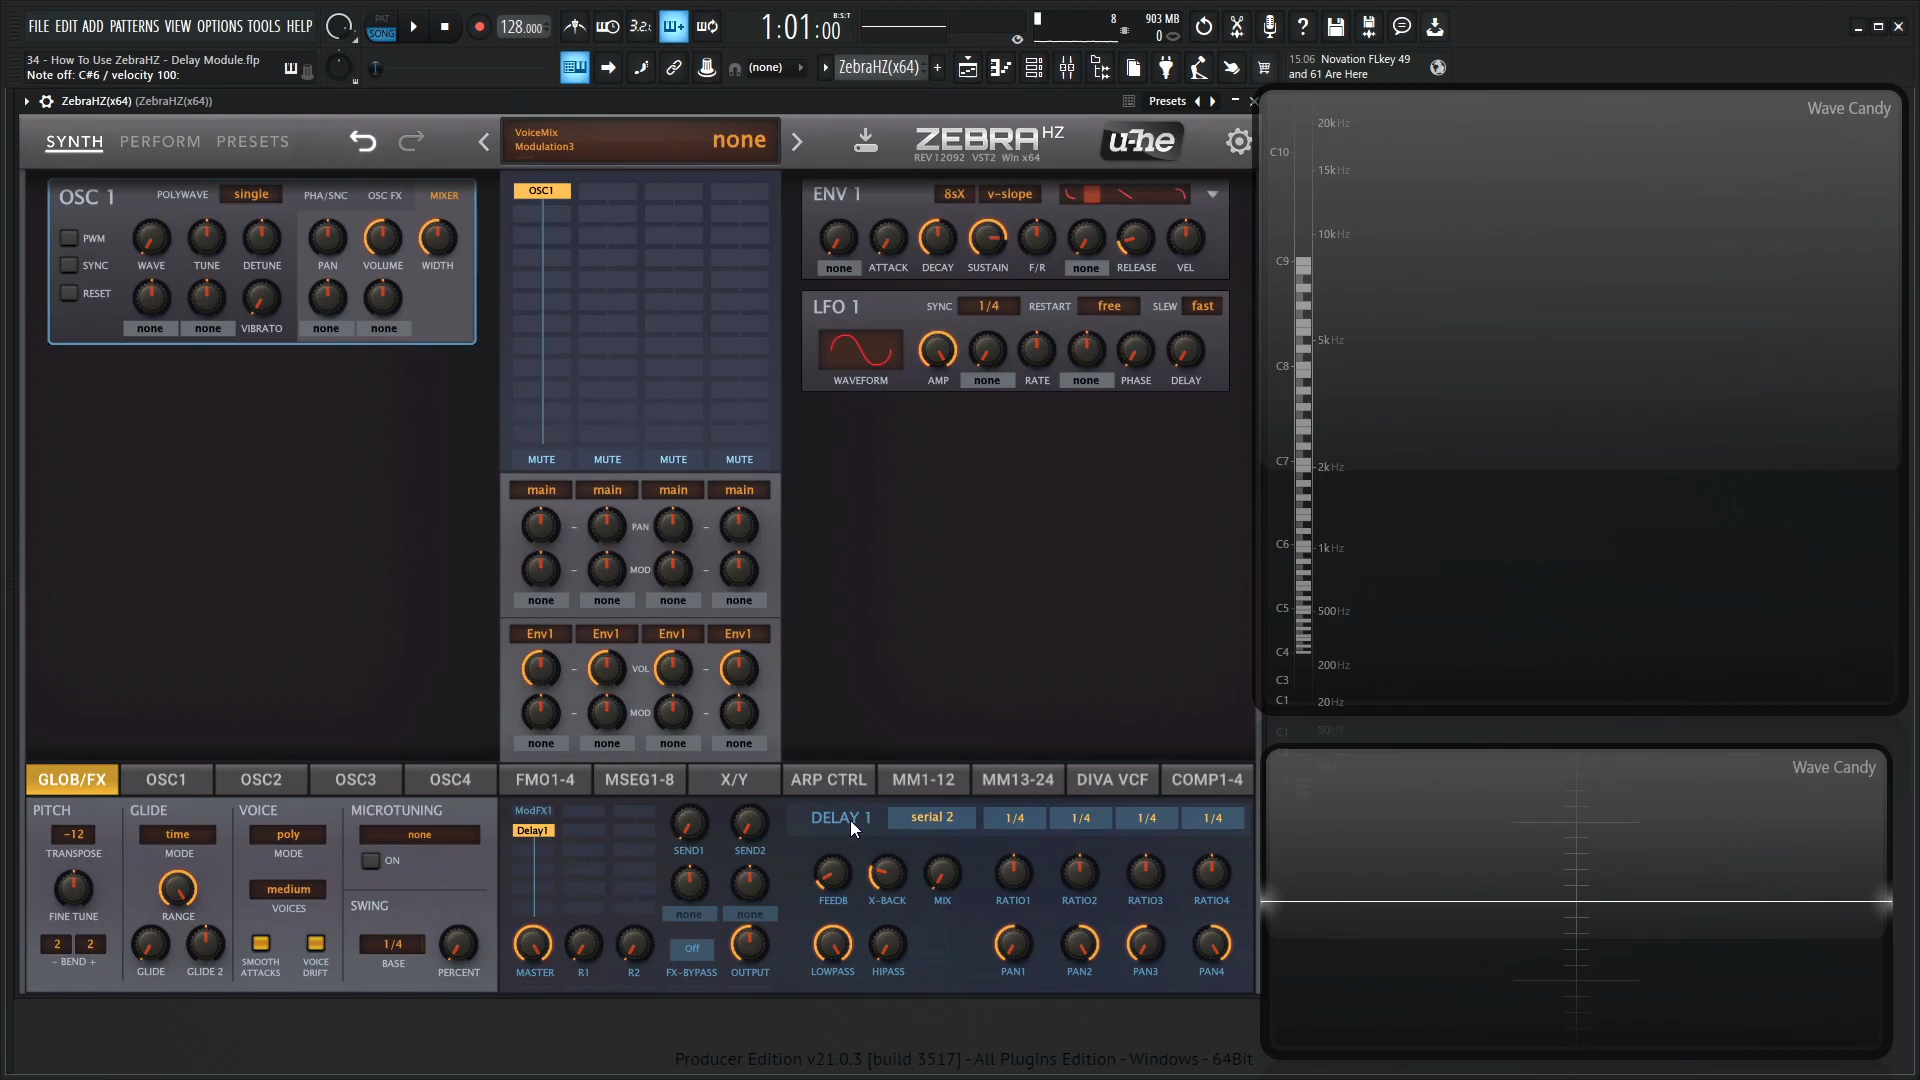 FILE EDIT ADD PATTERNS VIEW OPTIONS TOOLS HELP
PAT
SONG
128.000
3.2.
1:01:00
B:S:T
8
903 MB
0
34 - How To Use ZebraHZ - Delay Module.flp
Note off: C#6 / velocity 100:
(none)
ZebraHZ(x64)
15.06 Novation FLkey 49
and 61 Are Here
ZebraHZ(x64) (ZebraHZ(x64))
Presets
SYNTH PERFORM PRESETS
VoiceMix
Modulation3
none
ZEBRA HZ
REV 12092 VST2 Win x64
u-he
OSC 1 POLYWAVE single PHA/SNC OSC FX MIXER
PWM
SYNC
RESET
WAVE TUNE DETUNE PAN VOLUME WIDTH
none none VIBRATO none none
OSC1
MUTE MUTE MUTE MUTE
main main main main
PAN
MOD
none none none none
Env1 Env1 Env1 Env1
VOL
MOD
none none none none
ENV 1 8sX v-slope
none ATTACK DECAY SUSTAIN F/R none RELEASE VEL
LFO 1 SYNC 1/4 RESTART free SLEW fast
WAVEFORM AMP none RATE none PHASE DELAY
GLOB/FX OSC1 OSC2 OSC3 OSC4 FMO1-4 MSEG1-8 X/Y ARP CTRL MM1-12 MM13-24 DIVA VCF COMP1-4
PITCH
-12
TRANSPOSE
FINE TUNE
2 2
- BEND +
GLIDE
time
MODE
RANGE
GLIDE GLIDE 2
VOICE
poly
MODE
medium
VOICES
SMOOTH
ATTACKS
VOICE
DRIFT
MICROTUNING
none
ON
SWING
1/4
BASE
PERCENT
ModFX1
Delay1
SEND1 SEND2
none none
Off
MASTER R1 R2 FX-BYPASS OUTPUT
DELAY 1 serial 2 1/4 1/4 1/4 1/4
FEEDB X-BACK MIX RATIO1 RATIO2 RATIO3 RATIO4
LOWPASS HIPASS PAN1 PAN2 PAN3 PAN4
Wave Candy
20kHz
C10
15kHz
10kHz
C9
5kHz
C8
C7
2kHz
C6
1kHz
C5
500Hz
C4
200Hz
C3
C1
20Hz
Wave Candy
Producer Edition v21.0.3 [build 3517] - All Plugins Edition - Windows - 64Bit